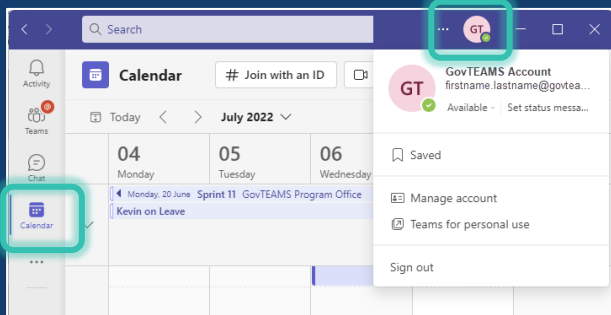 Search
...
GT
Activity
Teams
Chat
Calendar
...
Calendar
# Join with an ID
Today
July 2022
04
Monday
05
Tuesday
06
Wednesday
Monday, 20 June Sprint 11 GovTEAMS Program Office
Kevin on Leave
GT
GovTEAMS Account
firstname.lastname@govtea...
Available
Set status messa...
Saved
Manage account
Teams for personal use
Sign out